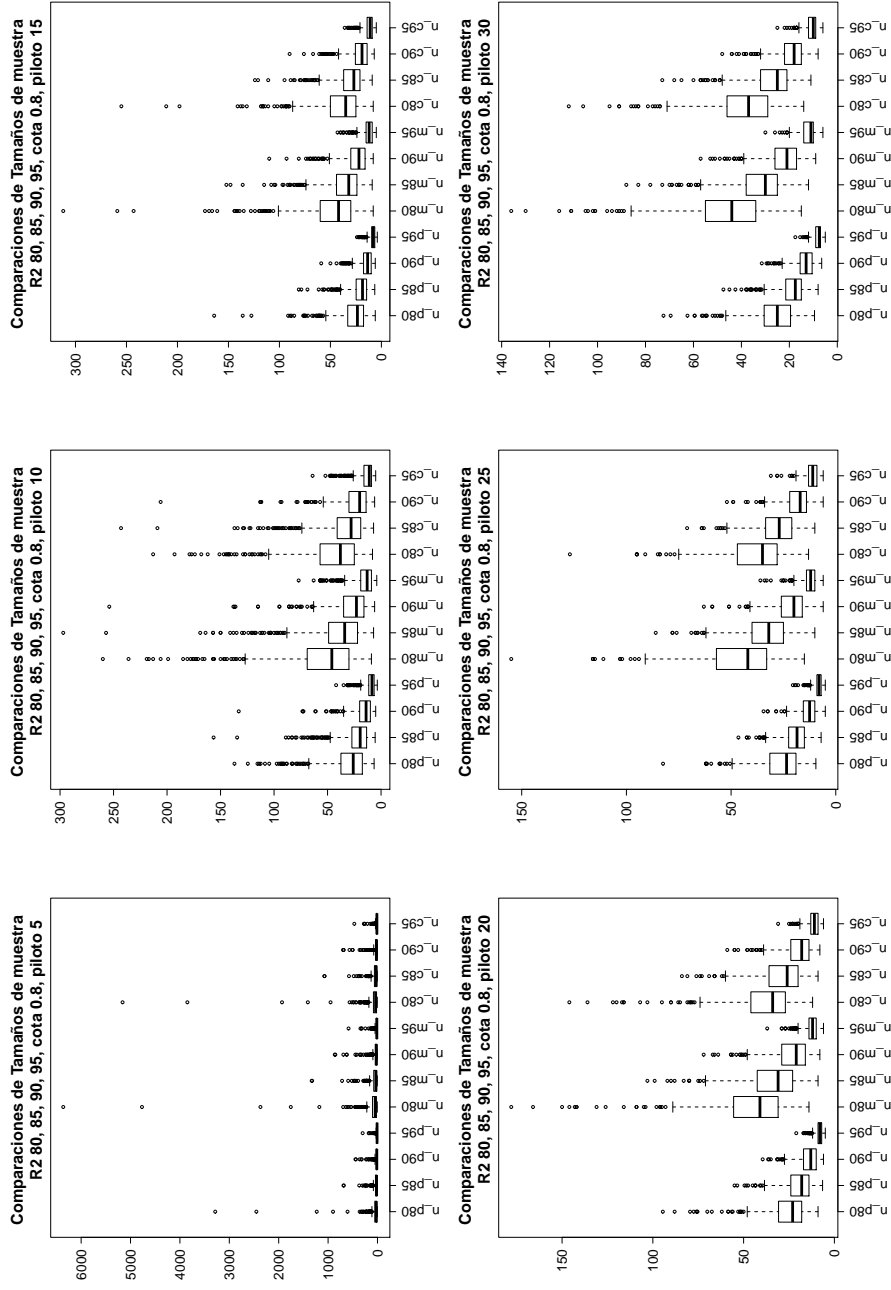 Comparaciones de Tamaños de muestra
R2 80, 85, 90, 95, cota 0.8, piloto 5
6000
5000
4000
3000
2000
1000
0
n_p80 n_p85 n_p90 n_p95 n_m80 n_m85 n_m90 n_m95 n_c80 n_c85 n_c90 n_c95
Comparaciones de Tamaños de muestra
R2 80, 85, 90, 95, cota 0.8, piloto 10
300
250
200
150
100
50
0
n_p80 n_p85 n_p90 n_p95 n_m80 n_m85 n_m90 n_m95 n_c80 n_c85 n_c90 n_c95
Comparaciones de Tamaños de muestra
R2 80, 85, 90, 95, cota 0.8, piloto 15
300
250
200
150
100
50
0
n_p80 n_p85 n_p90 n_p95 n_m80 n_m85 n_m90 n_m95 n_c80 n_c85 n_c90 n_c95
Comparaciones de Tamaños de muestra
R2 80, 85, 90, 95, cota 0.8, piloto 20
150
100
50
0
n_p80 n_p85 n_p90 n_p95 n_m80 n_m85 n_m90 n_m95 n_c80 n_c85 n_c90 n_c95
Comparaciones de Tamaños de muestra
R2 80, 85, 90, 95, cota 0.8, piloto 25
150
100
50
0
n_p80 n_p85 n_p90 n_p95 n_m80 n_m85 n_m90 n_m95 n_c80 n_c85 n_c90 n_c95
Comparaciones de Tamaños de muestra
R2 80, 85, 90, 95, cota 0.8, piloto 30
140
120
100
80
60
40
20
0
n_p80 n_p85 n_p90 n_p95 n_m80 n_m85 n_m90 n_m95 n_c80 n_c85 n_c90 n_c95